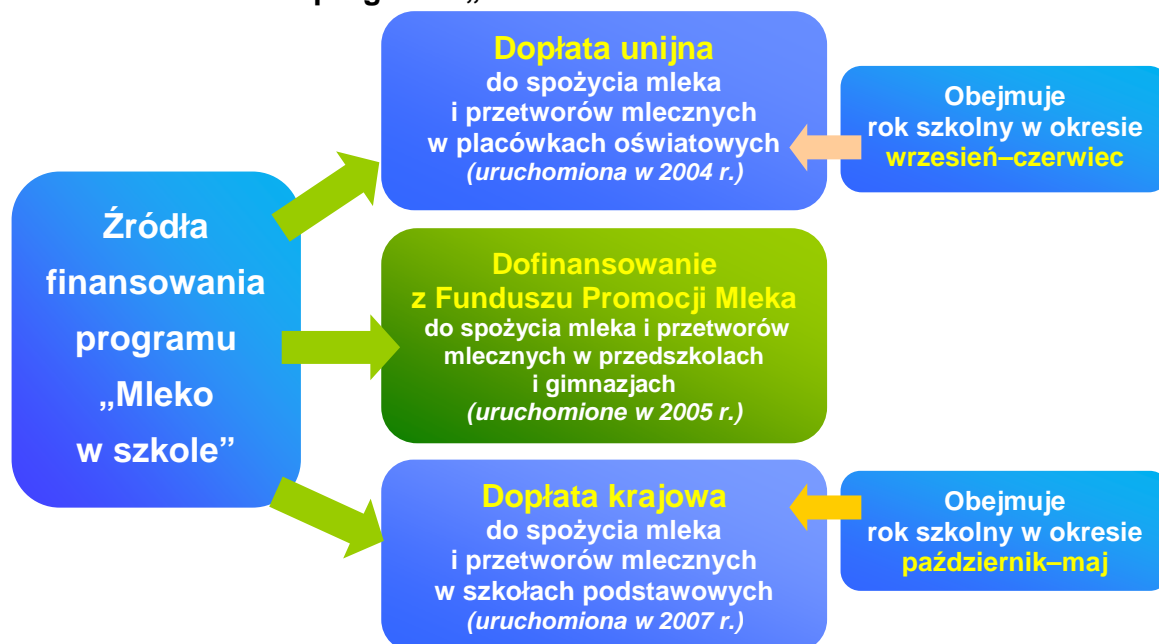 Źródła
finansowania
programu
„Mleko
w szkole”
Dopłata unijna
do spożycia mleka
i przetworów mlecznych
w placówkach oświatowych
(uruchomiona w 2004 r.)
Obejmuje
rok szkolny w okresie
wrzesień–czerwiec
Dofinansowanie
z Funduszu Promocji Mleka
do spożycia mleka i przetworów
mlecznych w przedszkolach
i gimnazjach
(uruchomione w 2005 r.)
Dopłata krajowa
do spożycia mleka
i przetworów mlecznych
w szkołach podstawowych
(uruchomiona w 2007 r.)
Obejmuje
rok szkolny w okresie
październik–maj